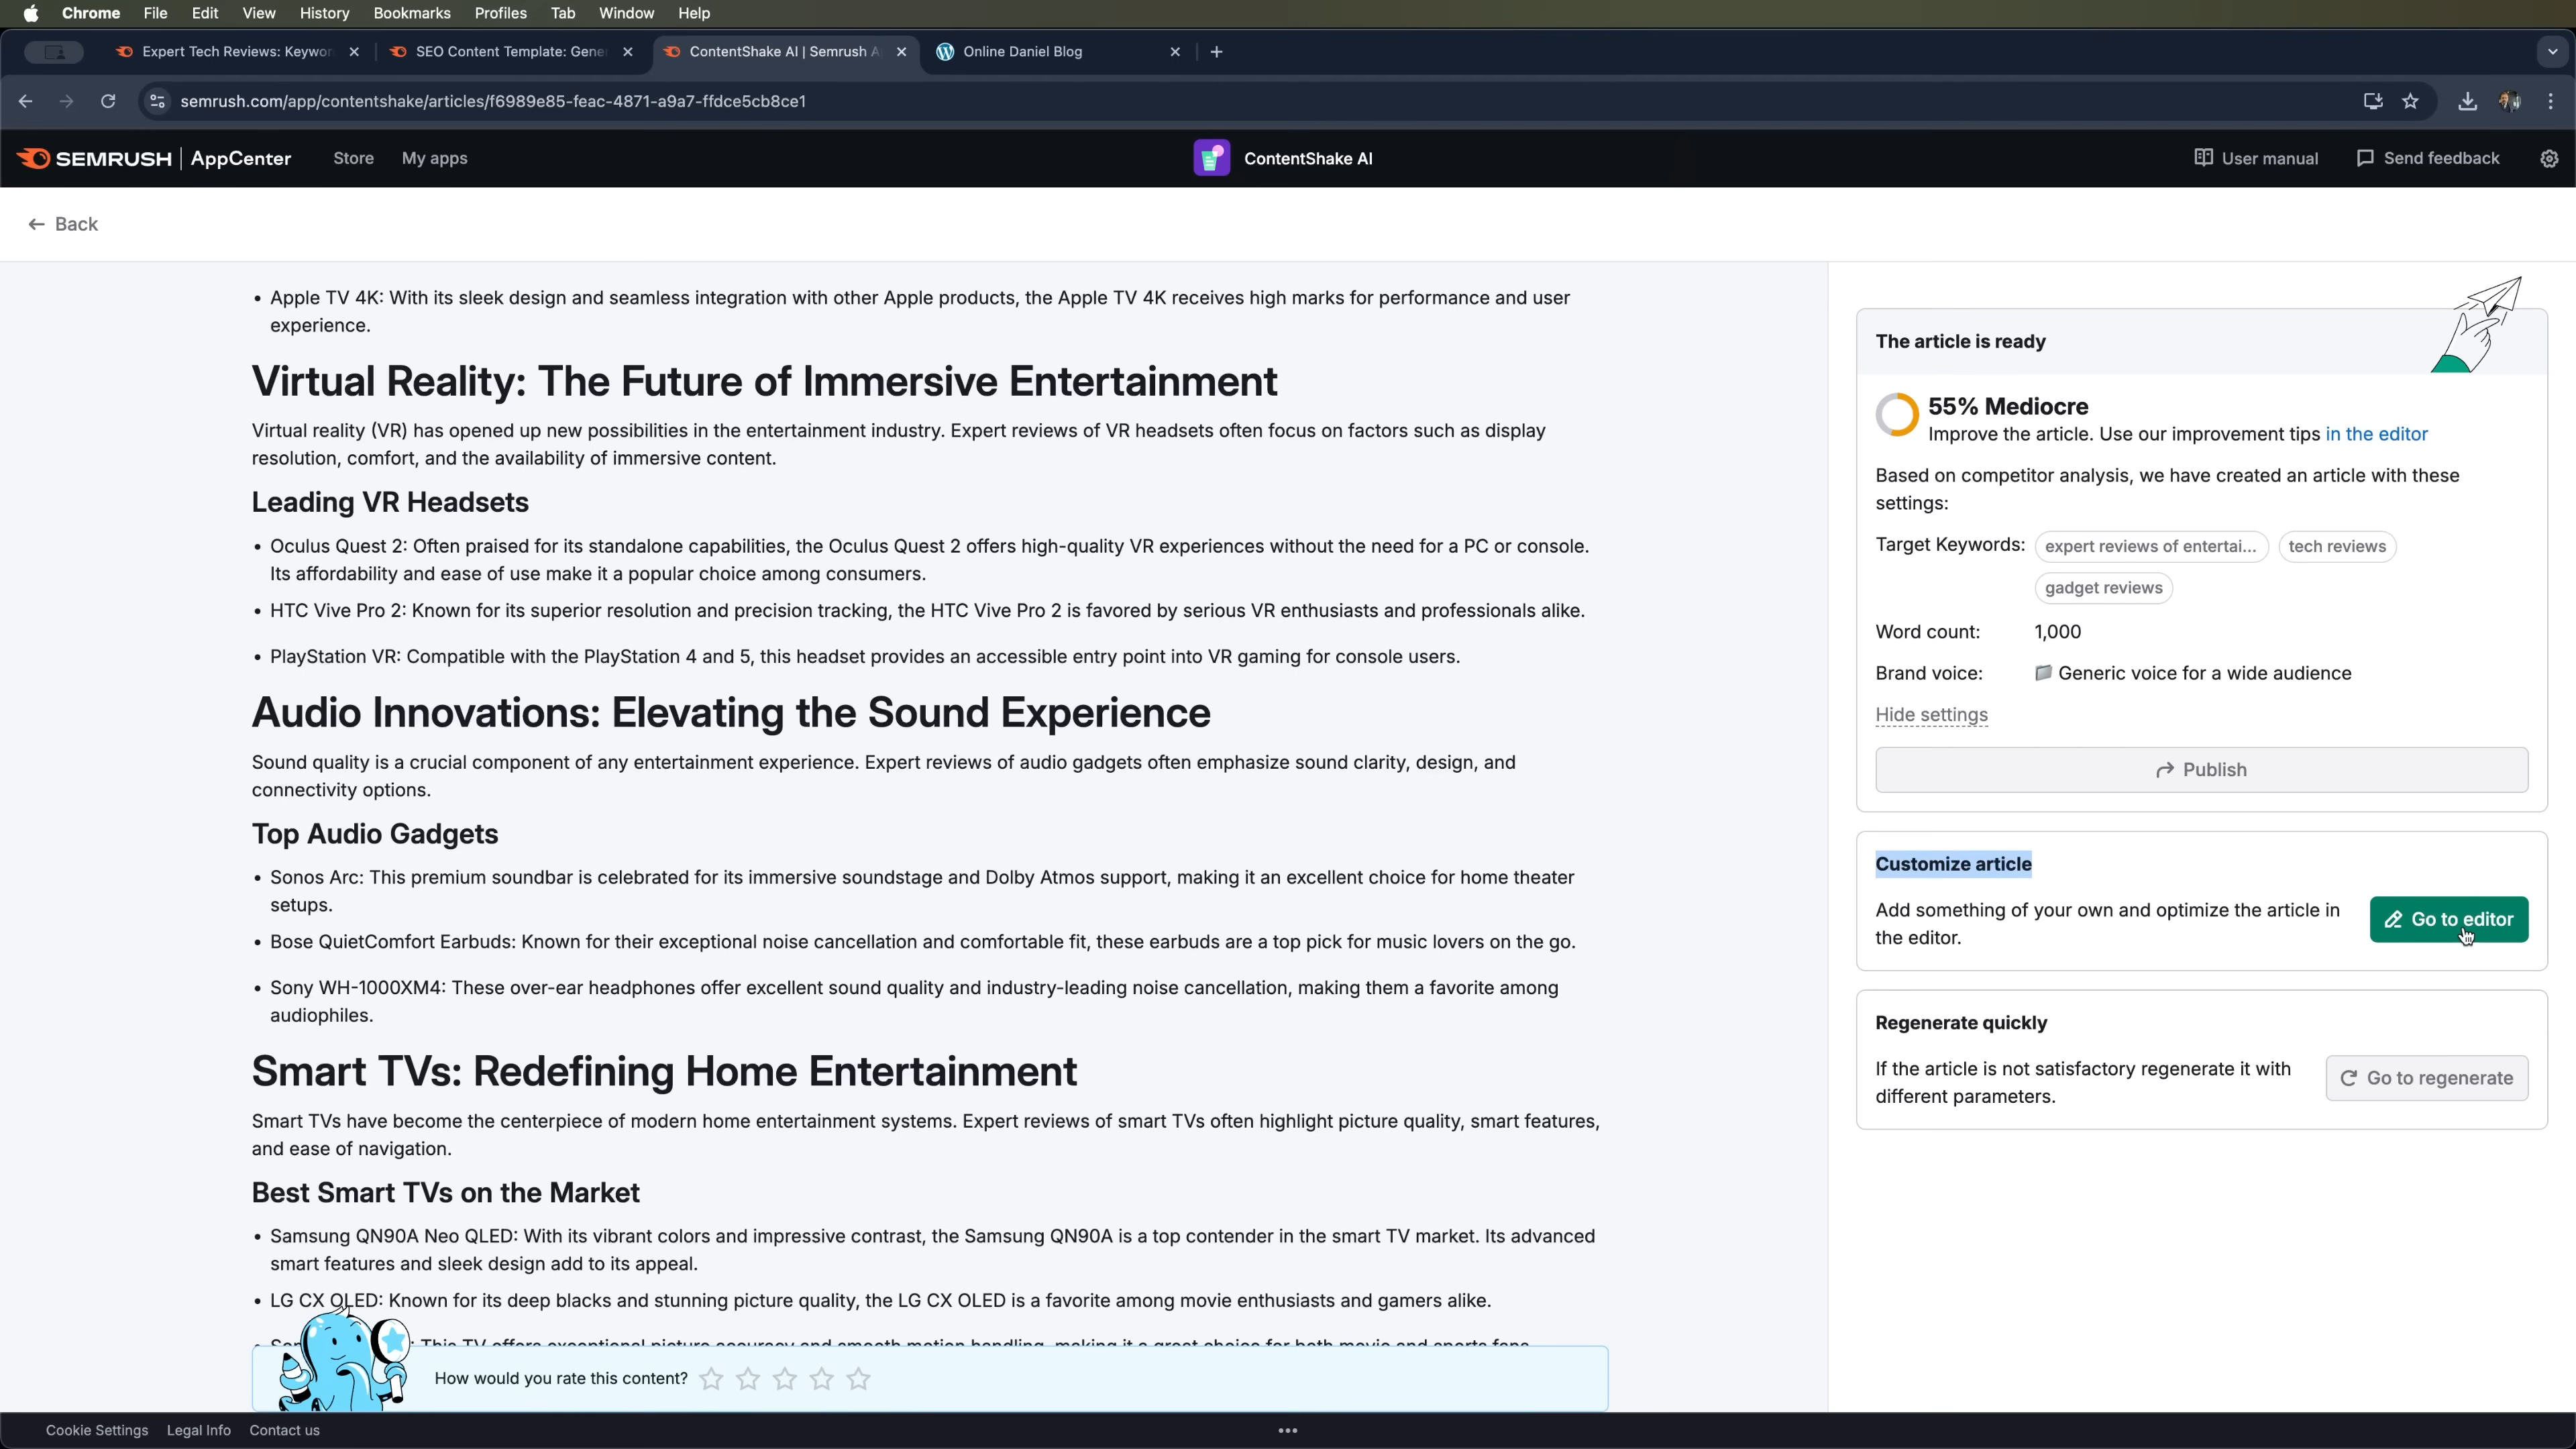 Chrome File Edit View History Bookmarks Profiles Tab Window Help
Expert Tech Reviews: Keywor
SEO Content Template: Gene
ContentShake AI | Semrush A
Online Daniel Blog
semrush.com/app/contentshake/articles/f6989e85-feac-4871-a9a7-ffdce5cb8ce1
SEMRUSH AppCenter Store My apps
ContentShake AI
User manual
Send feedback
Back
• Apple TV 4K: With its sleek design and seamless integration with other Apple products, the Apple TV 4K receives high marks for performance and user
experience.
Virtual Reality: The Future of Immersive Entertainment
Virtual reality (VR) has opened up new possibilities in the entertainment industry. Expert reviews of VR headsets often focus on factors such as display
resolution, comfort, and the availability of immersive content.
Leading VR Headsets
• Oculus Quest 2: Often praised for its standalone capabilities, the Oculus Quest 2 offers high-quality VR experiences without the need for a PC or console.
Its affordability and ease of use make it a popular choice among consumers.
• HTC Vive Pro 2: Known for its superior resolution and precision tracking, the HTC Vive Pro 2 is favored by serious VR enthusiasts and professionals alike.
• PlayStation VR: Compatible with the PlayStation 4 and 5, this headset provides an accessible entry point into VR gaming for console users.
Audio Innovations: Elevating the Sound Experience
Sound quality is a crucial component of any entertainment experience. Expert reviews of audio gadgets often emphasize sound clarity, design, and
connectivity options.
Top Audio Gadgets
• Sonos Arc: This premium soundbar is celebrated for its immersive soundstage and Dolby Atmos support, making it an excellent choice for home theater
setups.
• Bose QuietComfort Earbuds: Known for their exceptional noise cancellation and comfortable fit, these earbuds are a top pick for music lovers on the go.
• Sony WH-1000XM4: These over-ear headphones offer excellent sound quality and industry-leading noise cancellation, making them a favorite among
audiophiles.
Smart TVs: Redefining Home Entertainment
Smart TVs have become the centerpiece of modern home entertainment systems. Expert reviews of smart TVs often highlight picture quality, smart features,
and ease of navigation.
Best Smart TVs on the Market
• Samsung QN90A Neo QLED: With its vibrant colors and impressive contrast, the Samsung QN90A is a top contender in the smart TV market. Its advanced
smart features and sleek design add to its appeal.
• LG CX OLED: Known for its deep blacks and stunning picture quality, the LG CX OLED is a favorite among movie enthusiasts and gamers alike.
This TV offers exceptional picture accuracy and smooth motion handling, making it a great choice for both movie and sports fans.
How would you rate this content?
The article is ready
55% Mediocre
Improve the article. Use our improvement tips in the editor
Based on competitor analysis, we have created an article with these
settings:
Target Keywords: expert reviews of entertai... tech reviews
gadget reviews
Word count: 1,000
Brand voice: Generic voice for a wide audience
Hide settings
Publish
Customize article
Add something of your own and optimize the article in
the editor.
Go to editor
Regenerate quickly
If the article is not satisfactory regenerate it with
different parameters.
Go to regenerate
Cookie Settings Legal Info Contact us